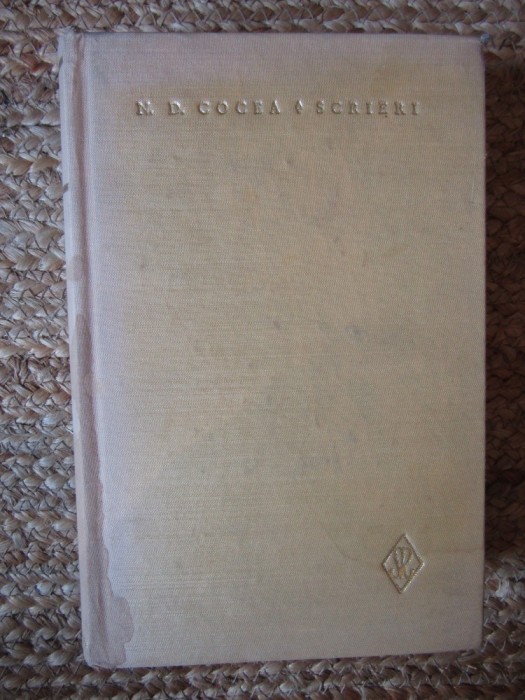 N. D. COCEA ◊ SCRIERI